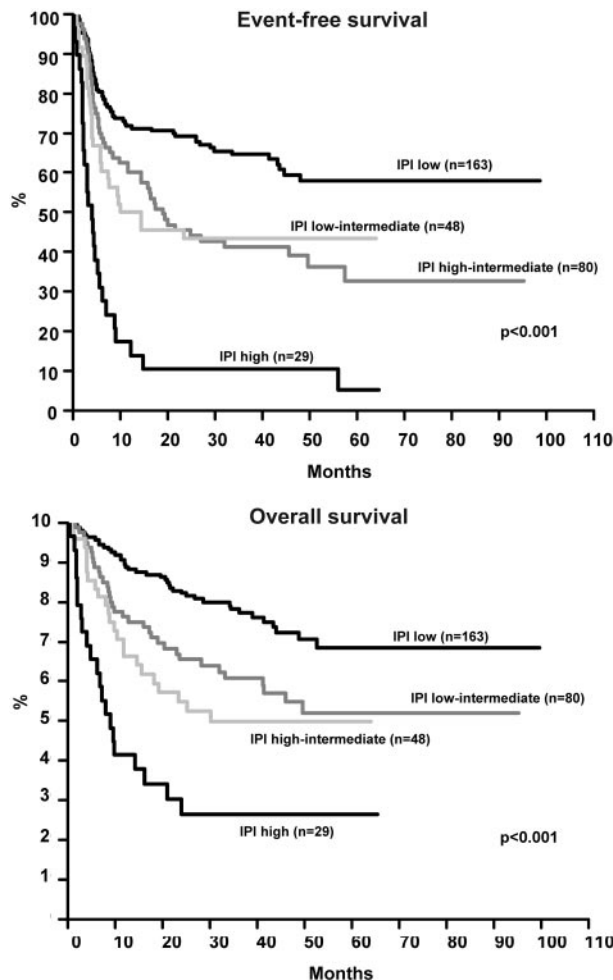 Event-free survival
100
90
80
70
60
50
40
30
20
10
0
%
IPI low (n=163)
IPI low-intermediate (n=48)
IPI high-intermediate (n=80)
IPI high (n=29)
p<0.001
0 10 20 30 40 50 60 70 80 90 100 110
Months
Overall survival
10
9
8
7
6
5
4
3
2
1
%
IPI low (n=163)
IPI low-intermediate (n=80)
IPI high-intermediate (n=48)
IPI high (n=29)
p<0.001
0 10 20 30 40 50 60 70 80 90 100 110
Months